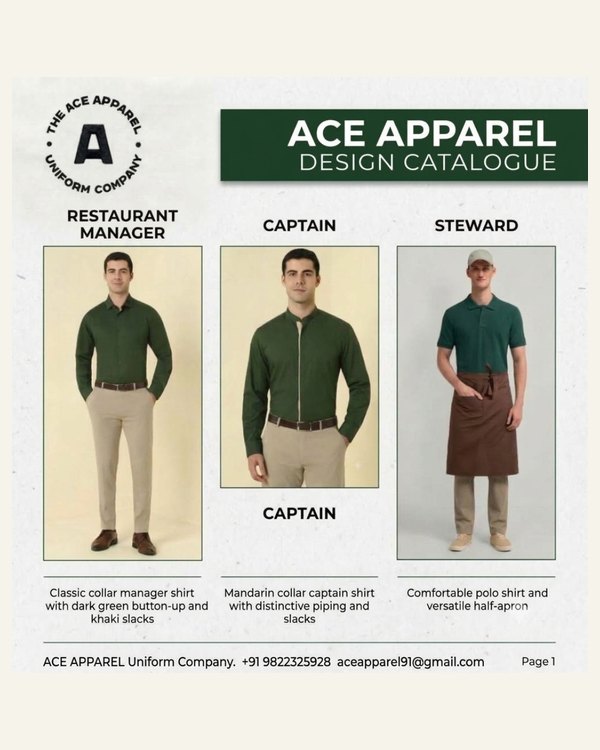 THE ACE APPAREL
A
UNIFORM COMPANY
ACE APPAREL
DESIGN CATALOGUE
RESTAURANT
MANAGER
CAPTAIN
STEWARD
CAPTAIN
Classic collar manager shirt
with dark green button-up and
khaki slacks
Mandarin collar captain shirt
with distinctive piping and
slacks
Comfortable polo shirt and
versatile half-apron
ACE APPAREL Uniform Company. +91 9822325928 aceapparel91@gmail.com
Page 1